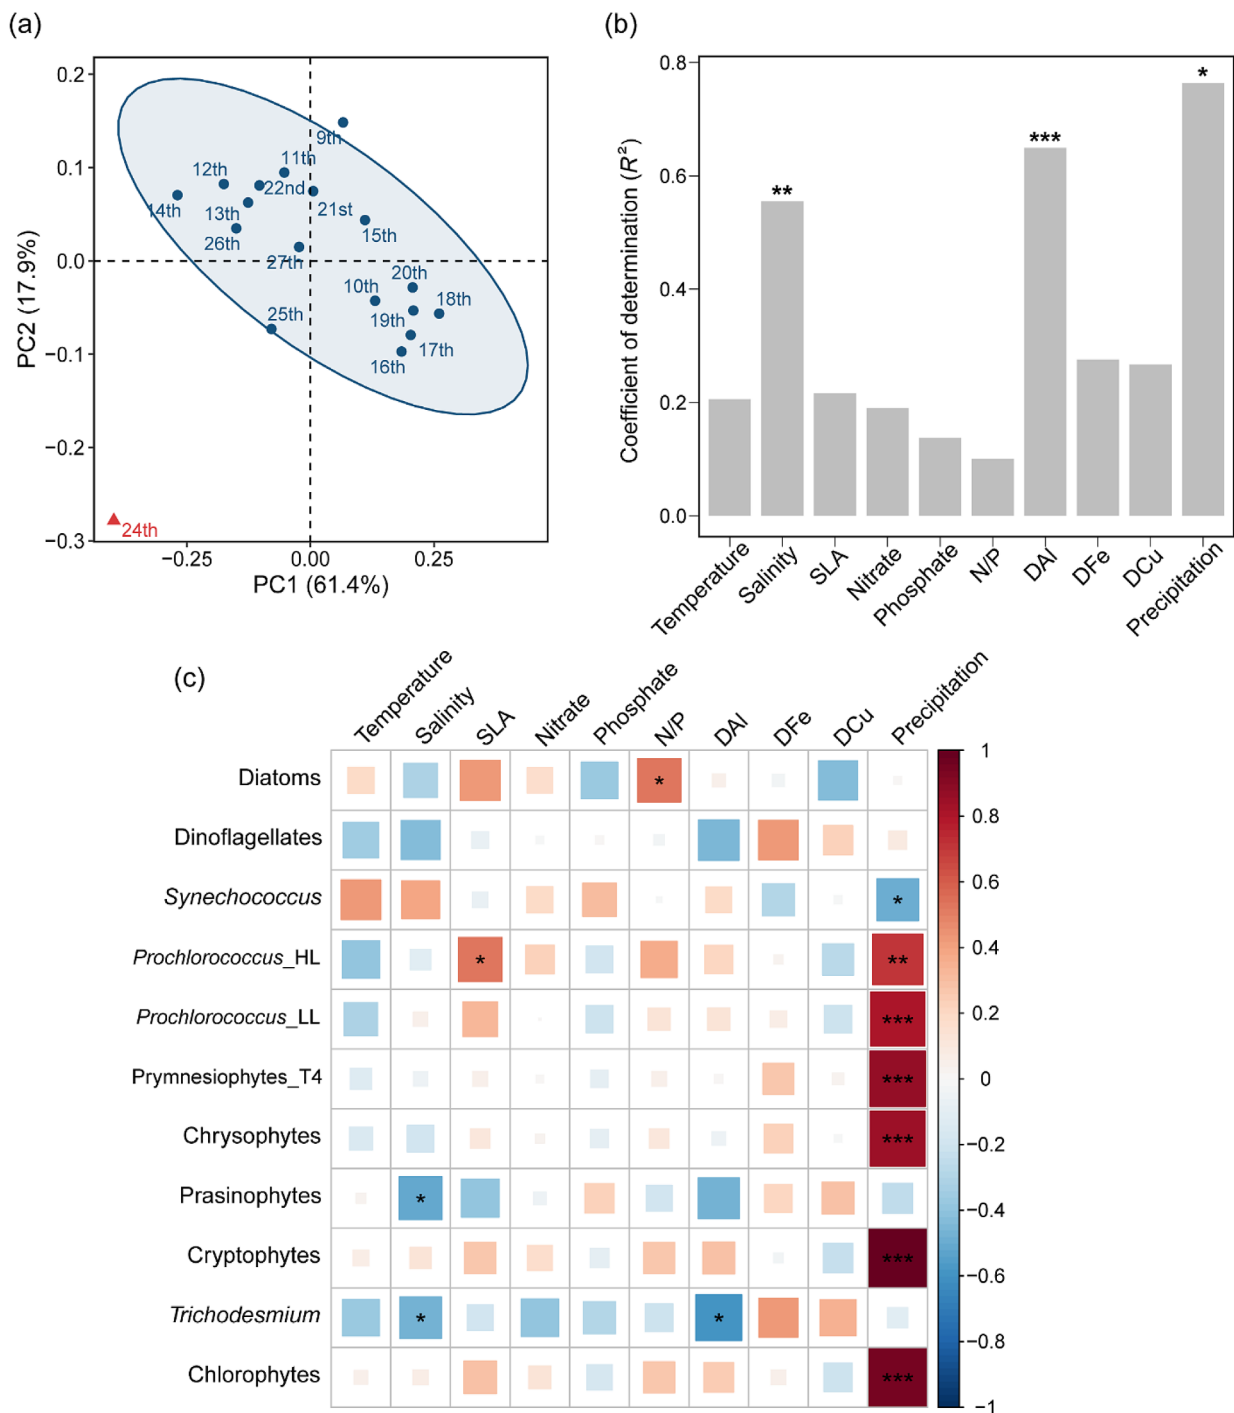 (a)
0.2
0.1
0.0
−0.1
−0.2
−0.3
PC2 (17.9%)
9th
11th
12th
22nd
14th
13th
21st
15th
26th
27th
10th
20th
18th
19th
25th
17th
16th
24th
−0.25
0.00
0.25
PC1 (61.4%)
(b)
0.8
0.6
0.4
0.2
0.0
Coefficient of determination (R²)
**
***
*
Temperature
Salinity
SLA
Nitrate
Phosphate
N/P
DAl
DFe
DCu
Precipitation
(c)
Temperature
Salinity
SLA
Nitrate
Phosphate
N/P
DAl
DFe
DCu
Precipitation
Diatoms *
Dinoflagellates
Synechococcus *
Prochlorococcus_HL * **
Prochlorococcus_LL ***
Prymnesiophytes_T4 ***
Chrysophytes ***
Prasinophytes *
Cryptophytes ***
Trichodesmium * *
Chlorophytes ***
1
0.8
0.6
0.4
0.2
0
−0.2
−0.4
−0.6
−0.8
−1